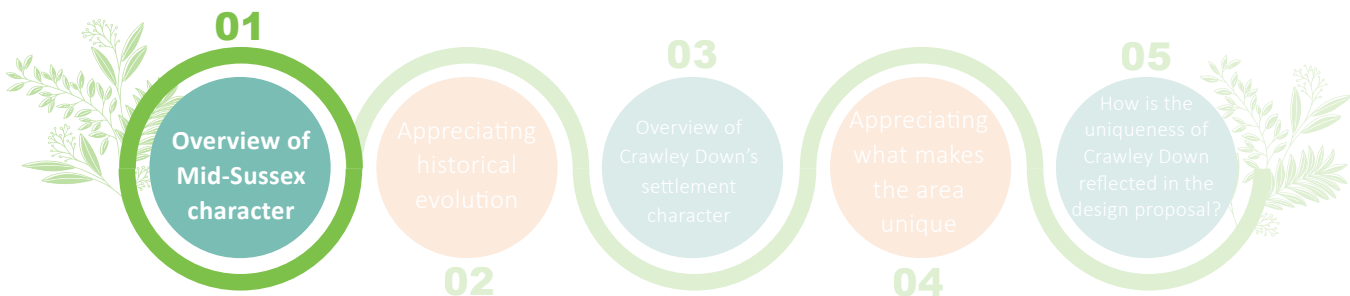 01
Overview of
Mid-Sussex
character
Appreciating
historical
evolution
02
03
Overview of
Crawley Down’s
settlement
character
Appreciating
what makes
the area
unique
04
05
How is the
uniqueness of
Crawley Down
reflected in the
design proposal?